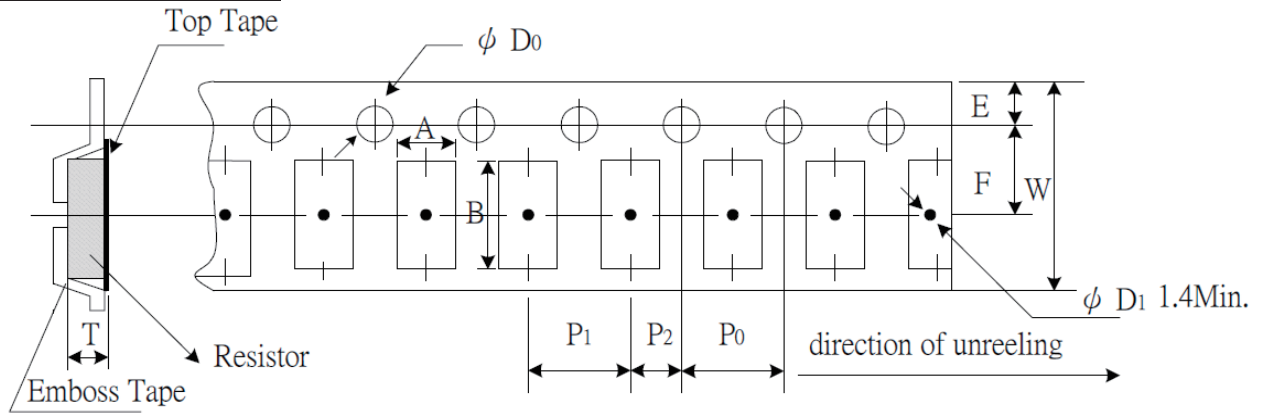 Top Tape
ϕ D0
E
A
F
W
B
ϕ D1 1.4Min.
P1
P2
P0
direction of unreeling
T
Resistor
Emboss Tape